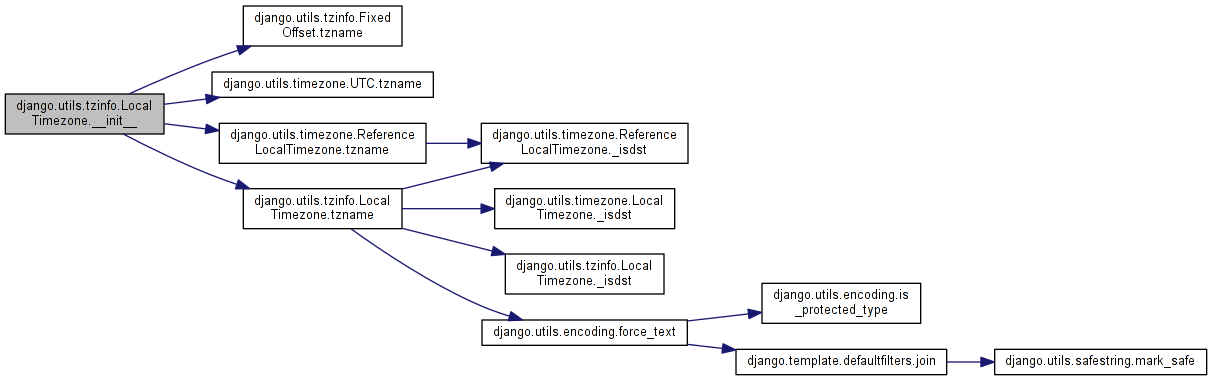 django.utils.tzinfo.Fixed
Offset.tzname
django.utils.timezone.UTC.tzname
django.utils.tzinfo.Local
Timezone.__init__
django.utils.timezone.Reference
LocalTimezone.tzname
django.utils.timezone.Reference
LocalTimezone._isdst
django.utils.tzinfo.Local
Timezone.tzname
django.utils.timezone.Local
Timezone._isdst
django.utils.tzinfo.Local
Timezone._isdst
django.utils.encoding.force_text
django.utils.encoding.is
_protected_type
django.template.defaultfilters.join
django.utils.safestring.mark_safe